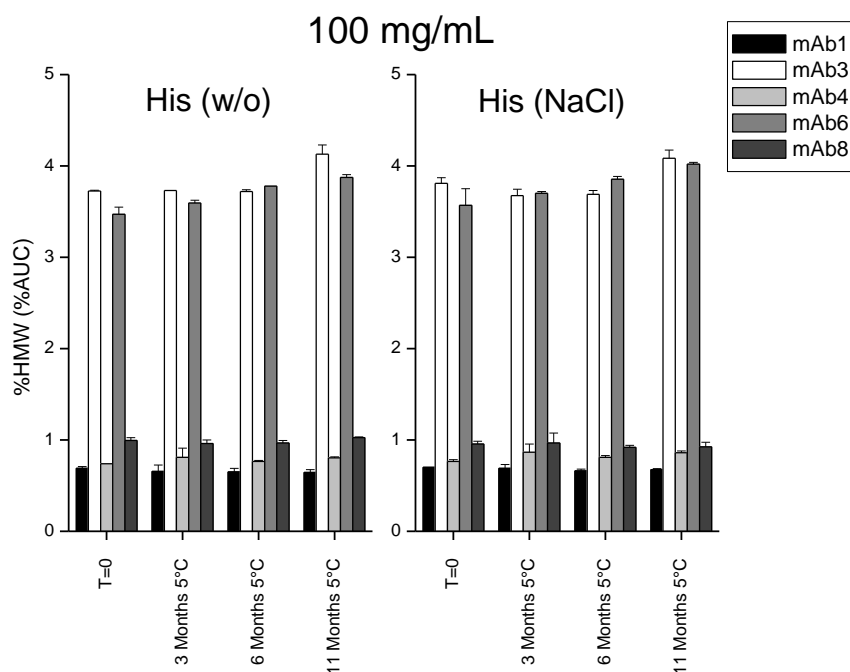 100 mg/mL
mAb1
mAb3
mAb4
mAb6
mAb8
His (w/o)
His (NaCl)
%HMW (%AUC)
5
4
3
2
1
0
T=0
3 Months 5°C
6 Months 5°C
11 Months 5°C
5
4
3
2
1
0
T=0
3 Months 5°C
6 Months 5°C
11 Months 5°C